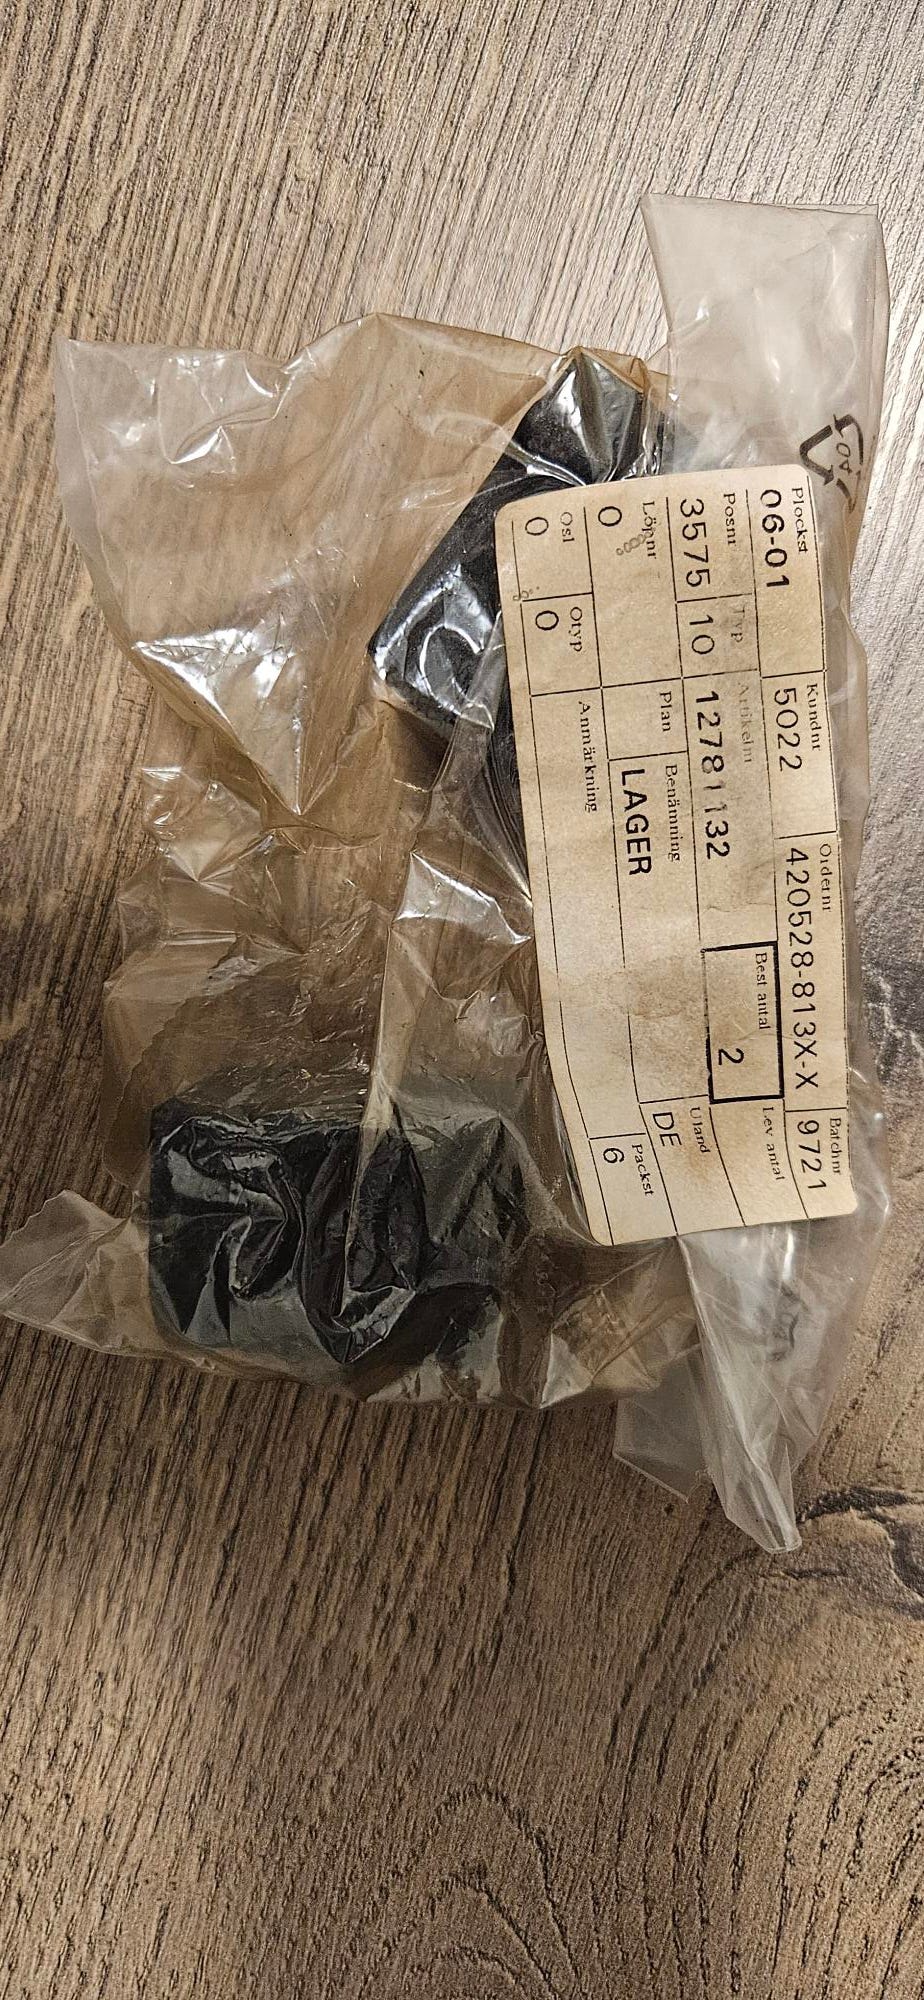 Plockst Kundnr Ordernr Batchnr
06-01 5022 420528-813X-X 9721
Posnr Typ Artikelnr Best antal Lev antal
3575 10 12781132 2
Löpnr Plan Benämning Uland
0 LAGER DE
Osl Otyp Anmärkning Packst
0 0 6